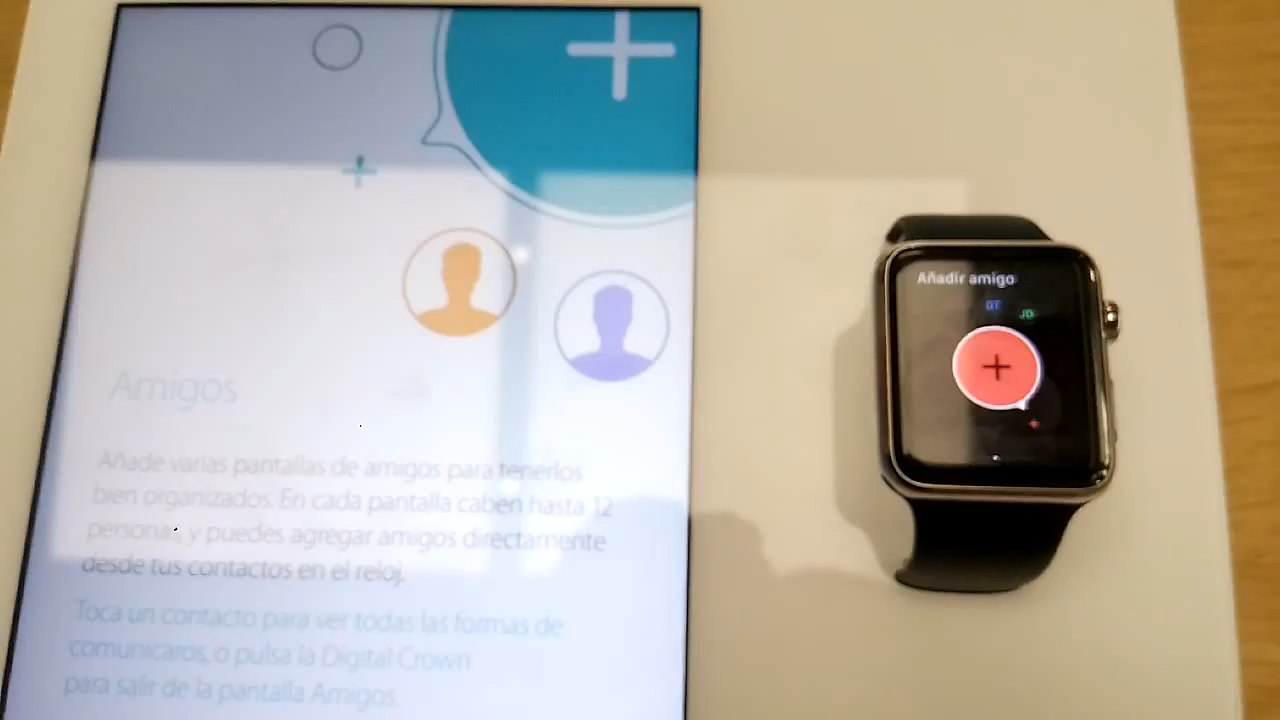 Amigos
Añade varias pantallas de amigos para tenerlos
bien organizados. En cada pantalla caben hasta 12
personas, y puedes agregar amigos directamente
desde tus contactos en el reloj.
Toca un contacto para ver todas las formas de
comunicaros, o pulsa la Digital Crown
para salir de la pantalla Amigos.
Añadir amigo
DT
JD